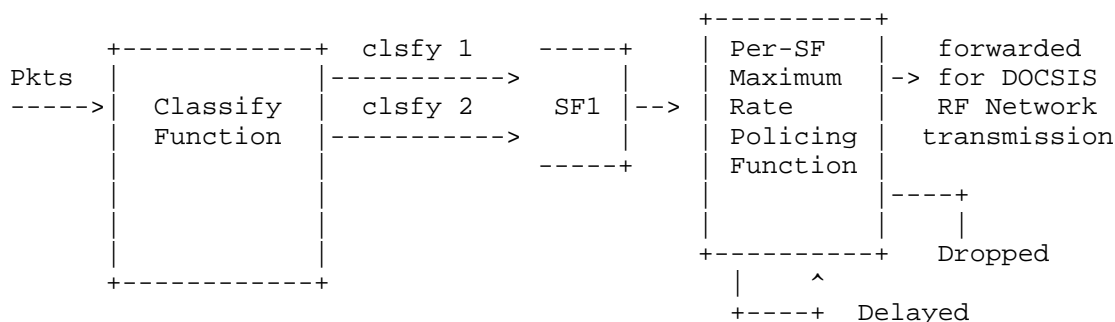 clsfy 1 Per-SF forwarded
Pkts Maximum for DOCSIS
Classify clsfy 2 SF1 Rate RF Network
Function Policing transmission
Function
Dropped
Delayed